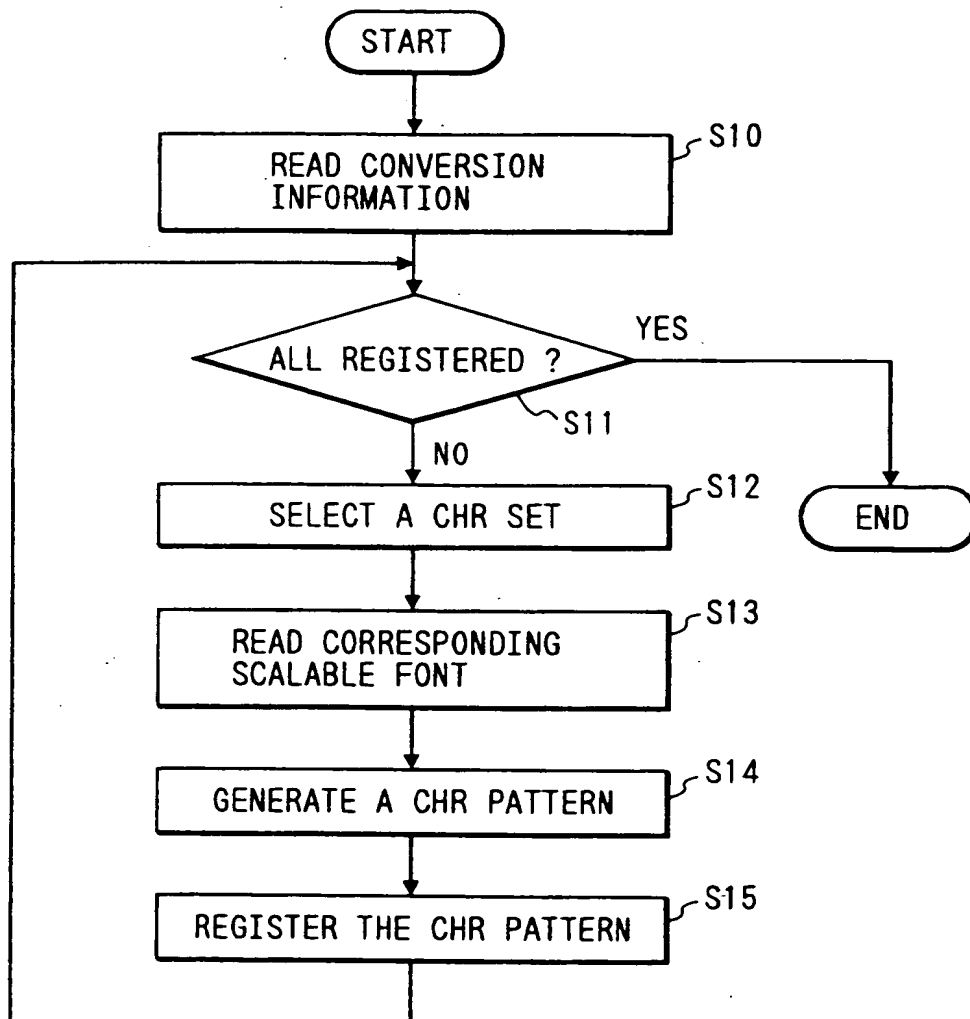 START
S10
READ CONVERSION
INFORMATION
YES
ALL REGISTERED ?
S11
NO
S12
SELECT A CHR SET
END
S13
READ CORRESPONDING
SCALABLE FONT
S14
GENERATE A CHR PATTERN
S15
REGISTER THE CHR PATTERN